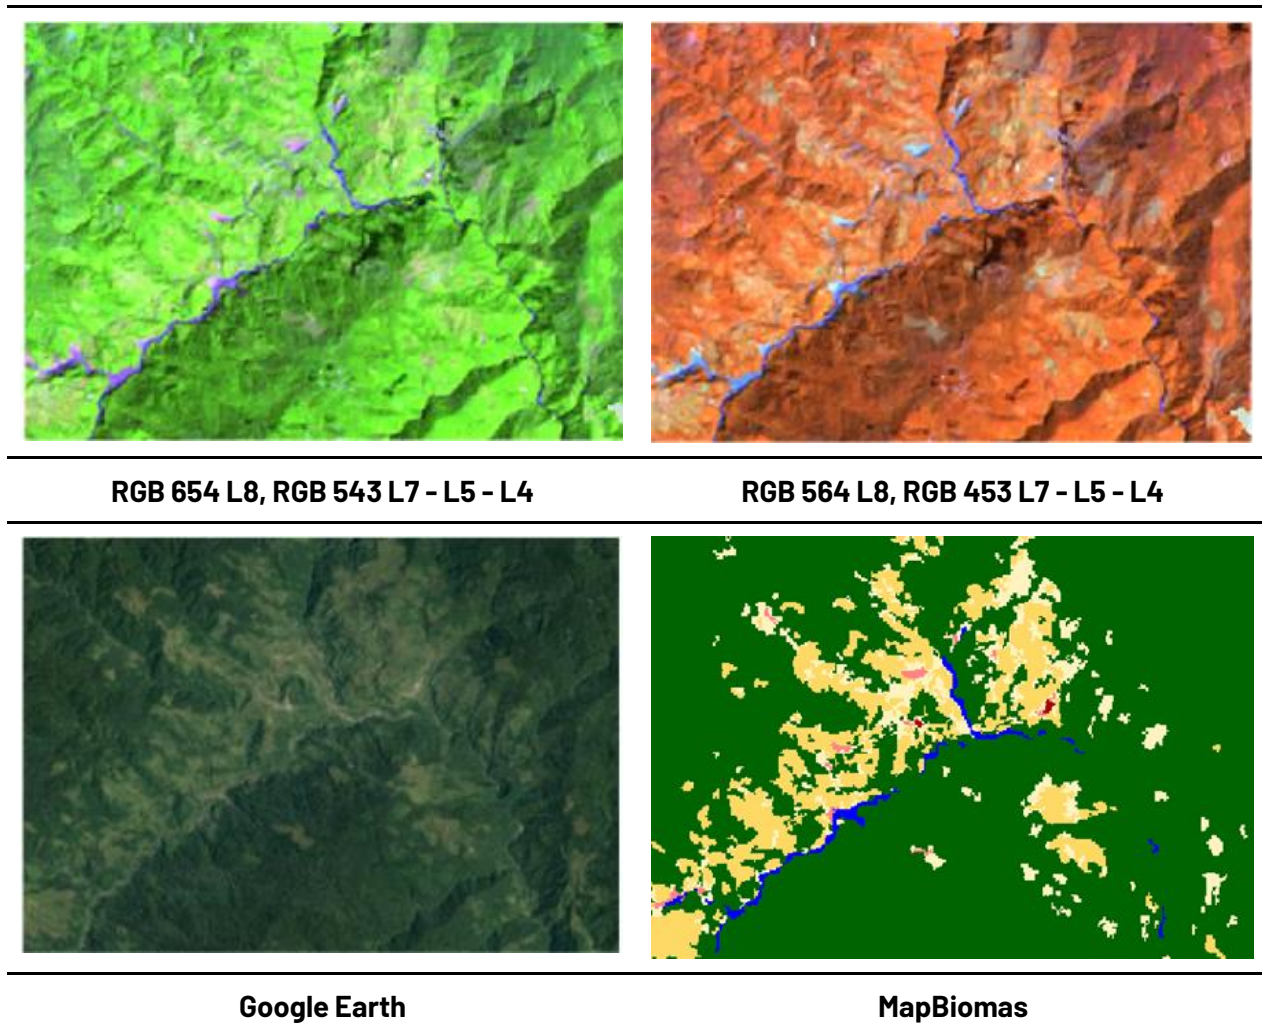 RGB 654 L8, RGB 543 L7 - L5 - L4
RGB 564 L8, RGB 453 L7 - L5 - L4
Google Earth
MapBiomas